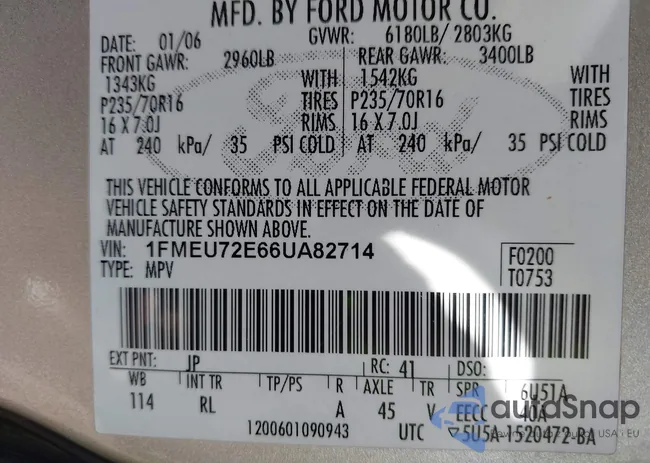 MFD. BY FORD MOTOR CO.
DATE: 01/06 GVWR: 6180LB/ 2803KG
FRONT GAWR: 2960LB REAR GAWR: 3400LB
1343KG WITH 1542KG WITH
P235/70R16 TIRES P235/70R16 TIRES
16 X 7.0J RIMS 16 X 7.0J RIMS
AT 240 kPa/ 35 PSI COLD AT 240 kPa/ 35 PSI COLD
THIS VEHICLE CONFORMS TO ALL APPLICABLE FEDERAL MOTOR
VEHICLE SAFETY STANDARDS IN EFFECT ON THE DATE OF
MANUFACTURE SHOWN ABOVE.
VIN: 1FMEU72E66UA82714 F0200
TYPE: MPV T0753
EXT PNT: JP RC: 41 DSO:
WB INT TR TP/PS R AXLE TR SPR 6U51A
114 RL A 45 V EECC 10A
1200601090943 UTC 5U5A-1520472-BA
autoSnap